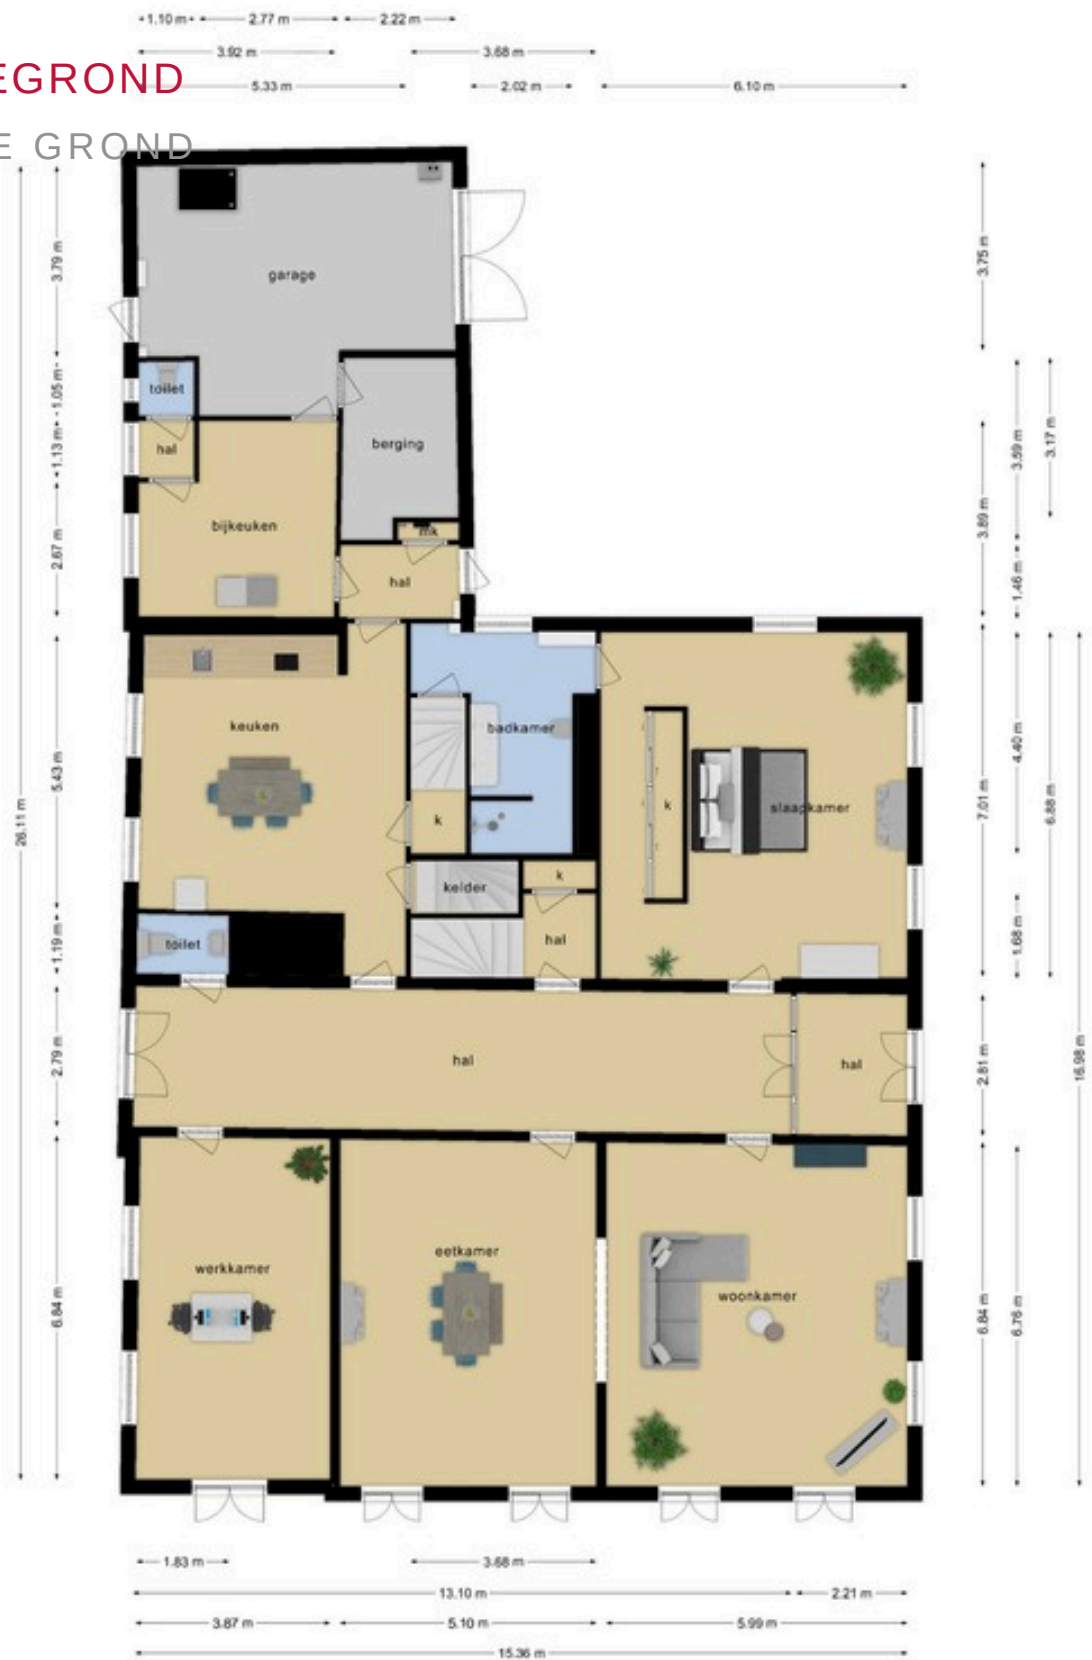 1.10 m 2.77 m 2.22 m
3.92 m 3.68 m
EGROND
5.33 m 2.02 m 6.10 m
E GROND
3.79 m
garage
3.75 m
1.05 m
toilet
1.13 m
hal
berging
3.59 m
3.17 m
bijkeuken
mk
3.89 m
2.67 m
hal
1.46 m
keuken
badkamer
4.40 m
5.43 m
26.11 m
k
k
slaapkamer
7.01 m
6.88 m
kelder
k
toilet
hal
1.19 m
1.68 m
hal
hal
2.79 m
2.81 m
16.98 m
werkkamer
eetkamer
woonkamer
6.84 m
6.84 m
6.76 m
1.83 m 3.68 m
13.10 m 2.21 m
3.87 m 5.10 m 5.99 m
15.36 m